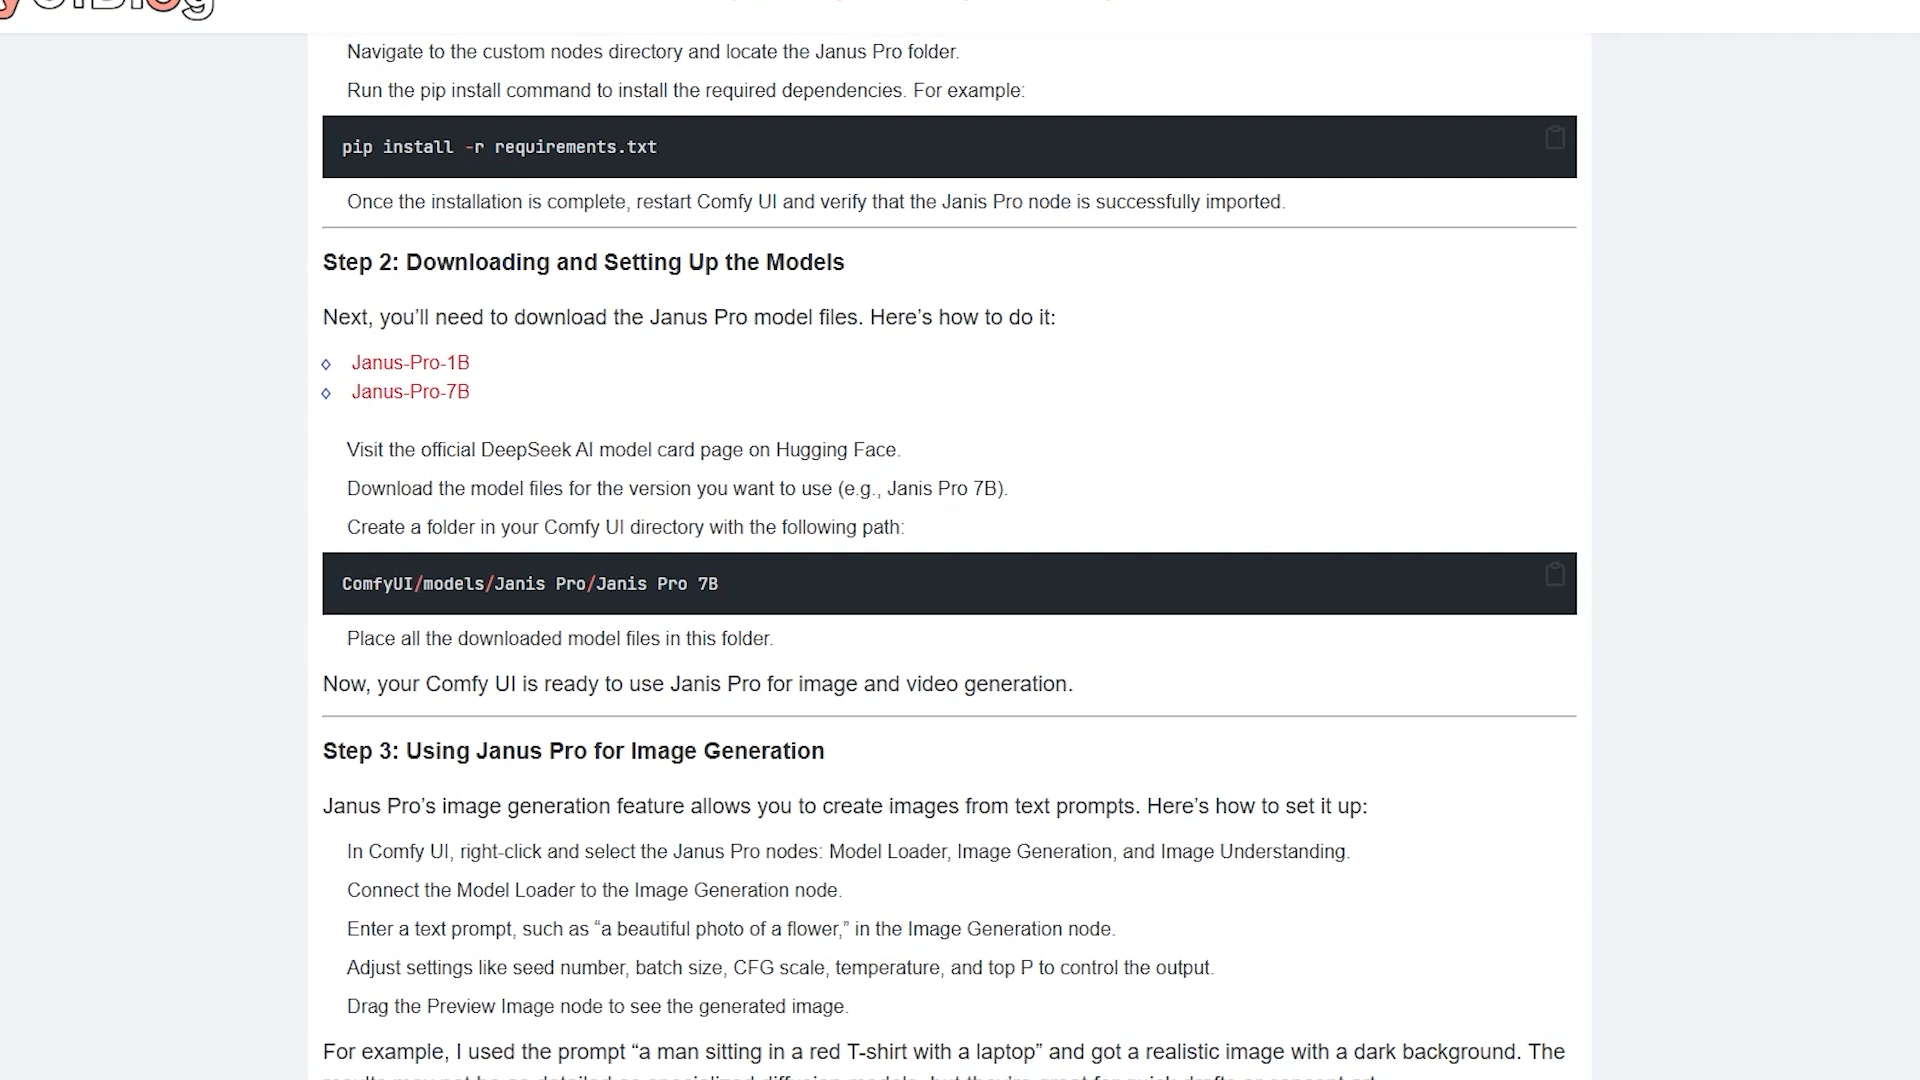 Navigate to the custom nodes directory and locate the Janus Pro folder.
Run the pip install command to install the required dependencies. For example:
pip install -r requirements.txt
Once the installation is complete, restart Comfy UI and verify that the Janis Pro node is successfully imported.
Step 2: Downloading and Setting Up the Models
Next, you’ll need to download the Janus Pro model files. Here’s how to do it:
Janus-Pro-1B
Janus-Pro-7B
Visit the official DeepSeek AI model card page on Hugging Face.
Download the model files for the version you want to use (e.g., Janis Pro 7B).
Create a folder in your Comfy UI directory with the following path:
ComfyUI/models/Janis Pro/Janis Pro 7B
Place all the downloaded model files in this folder.
Now, your Comfy UI is ready to use Janis Pro for image and video generation.
Step 3: Using Janus Pro for Image Generation
Janus Pro’s image generation feature allows you to create images from text prompts. Here’s how to set it up:
In Comfy UI, right-click and select the Janus Pro nodes: Model Loader, Image Generation, and Image Understanding.
Connect the Model Loader to the Image Generation node.
Enter a text prompt, such as “a beautiful photo of a flower,” in the Image Generation node.
Adjust settings like seed number, batch size, CFG scale, temperature, and top P to control the output.
Drag the Preview Image node to see the generated image.
For example, I used the prompt “a man sitting in a red T-shirt with a laptop” and got a realistic image with a dark background. The